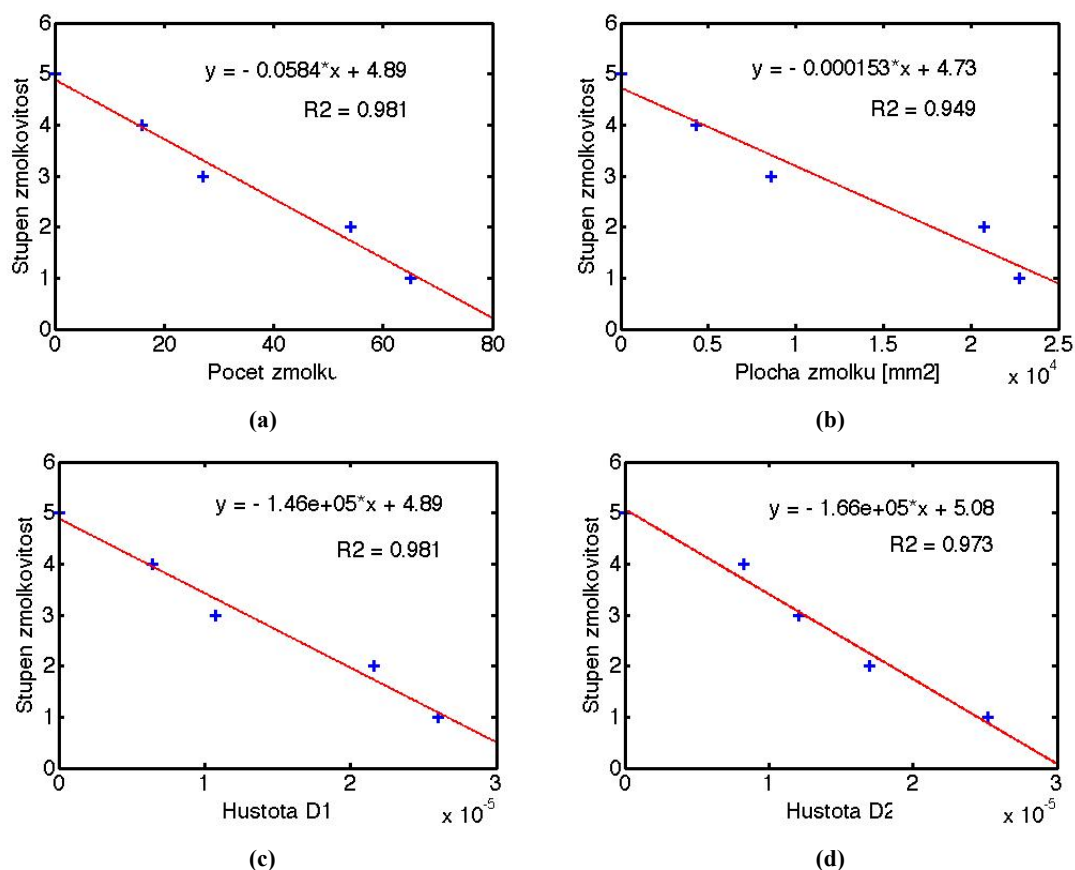 6
5
4
3
2
1
0
Stupen zmolkovitost
y = - 0.0584*x + 4.89
R2 = 0.981
0 20 40 60 80
Pocet zmolku
(a)
6
5
4
3
2
1
0
Stupen zmolkovitost
y = - 0.000153*x + 4.73
R2 = 0.949
0 0.5 1 1.5 2 2.5
Plocha zmolku [mm2]
x 10^4
(b)
6
5
4
3
2
1
0
Stupen zmolkovitost
y = - 1.46e+05*x + 4.89
R2 = 0.981
0 1 2 3
Hustota D1
x 10^-5
(c)
6
5
4
3
2
1
0
Stupen zmolkovitost
y = - 1.66e+05*x + 5.08
R2 = 0.973
0 1 2 3
Hustota D2
x 10^-5
(d)